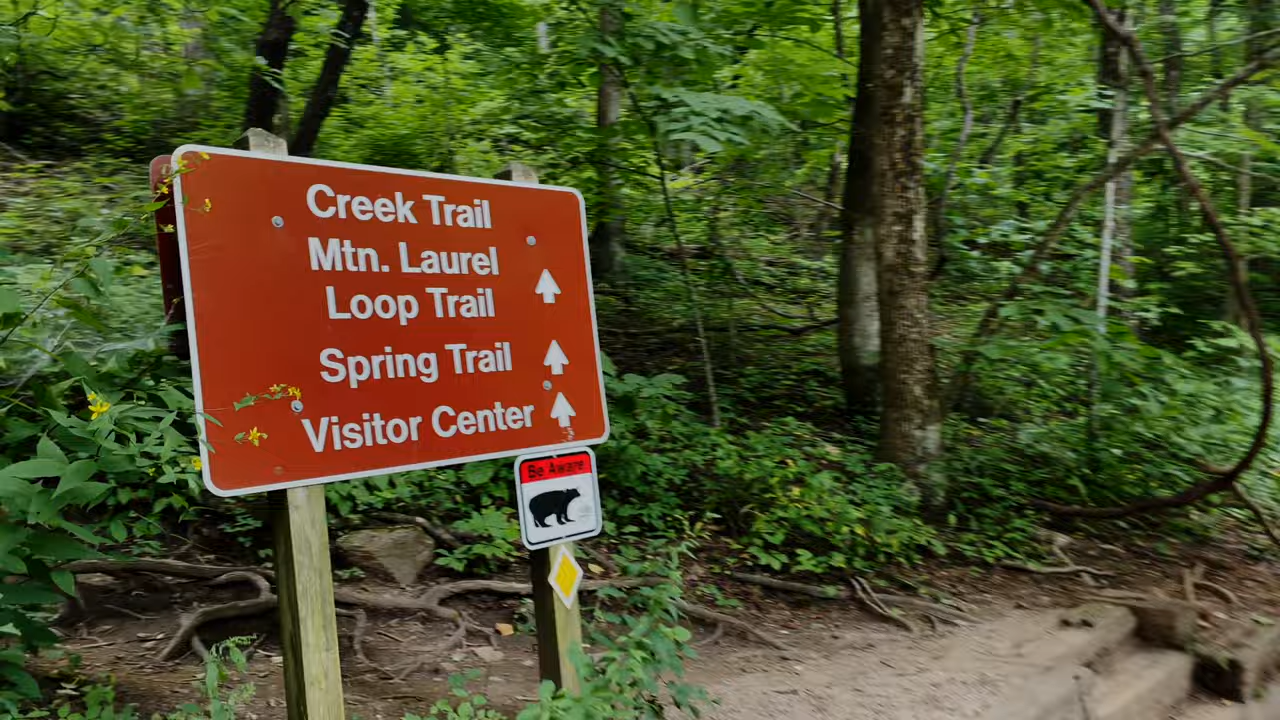 Creek Trail
Mtn. Laurel
Loop Trail
Spring Trail
Visitor Center
Be Aware